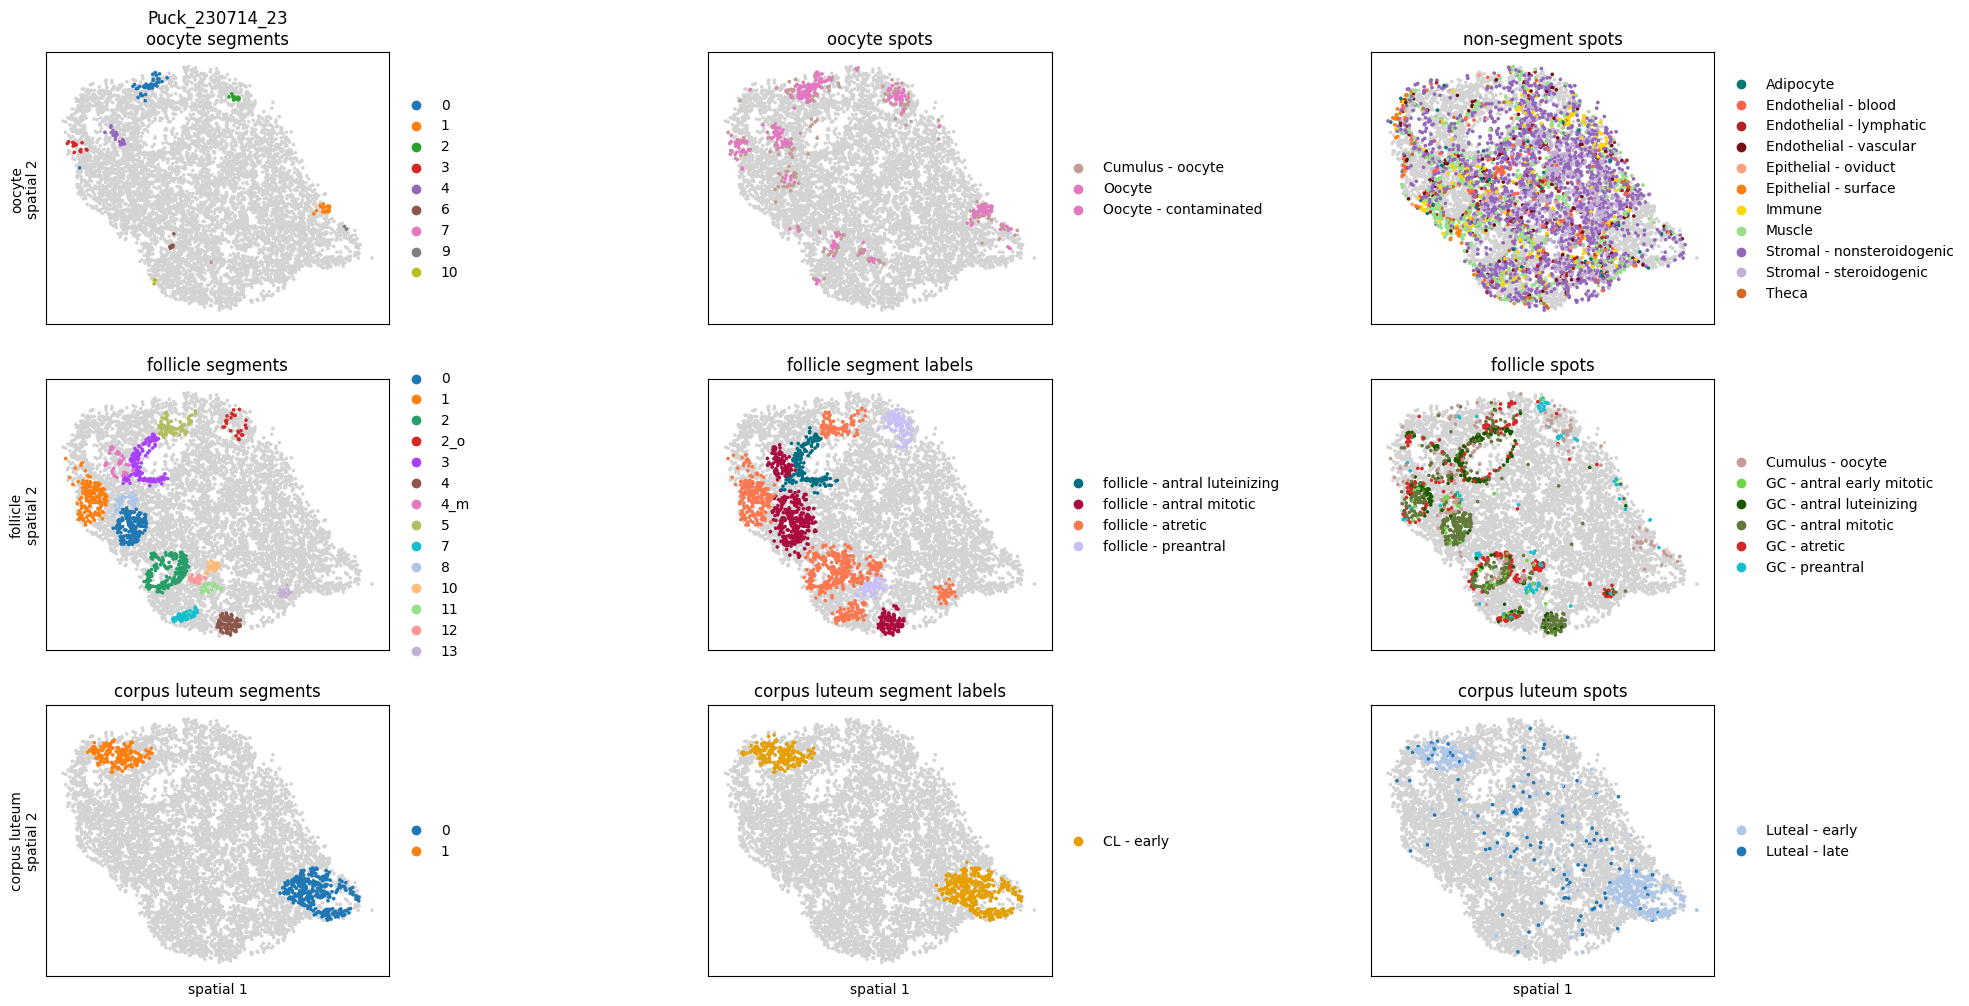 Puck_230714_23
oocyte segments
oocyte spots
non-segment spots
oocyte
spatial 2
0
1
2
3
4
6
7
9
10
Cumulus - oocyte
Oocyte
Oocyte - contaminated
Adipocyte
Endothelial - blood
Endothelial - lymphatic
Endothelial - vascular
Epithelial - oviduct
Epithelial - surface
Immune
Muscle
Stromal - nonsteroidogenic
Stromal - steroidogenic
Theca
follicle segments
follicle segment labels
follicle spots
follicle
spatial 2
0
1
2
2_o
3
4
4_m
5
7
8
10
11
12
13
follicle - antral luteinizing
follicle - antral mitotic
follicle - atretic
follicle - preantral
Cumulus - oocyte
GC - antral early mitotic
GC - antral luteinizing
GC - antral mitotic
GC - atretic
GC - preantral
corpus luteum segments
corpus luteum segment labels
corpus luteum spots
corpus luteum
spatial 2
0
1
CL - early
Luteal - early
Luteal - late
spatial 1
spatial 1
spatial 1